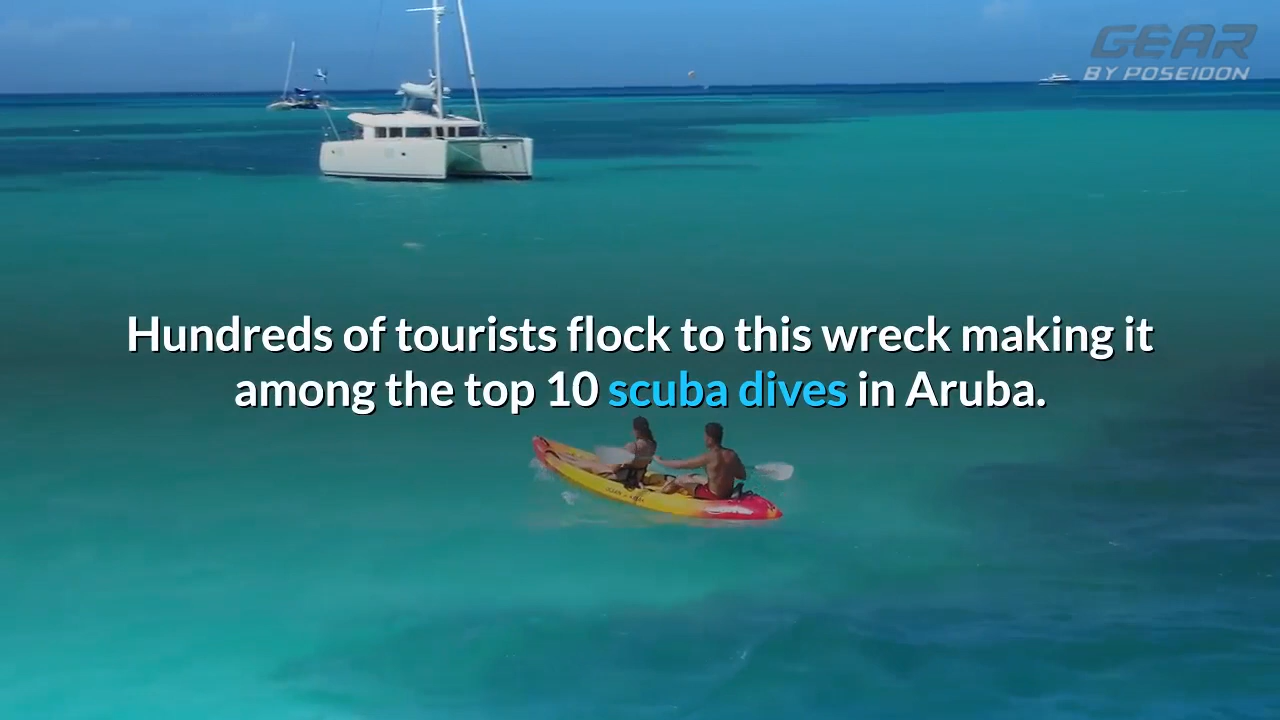 GEAR
BY POSEIDON
Hundreds of tourists flock to this wreck making it
among the top 10 scuba dives in Aruba.